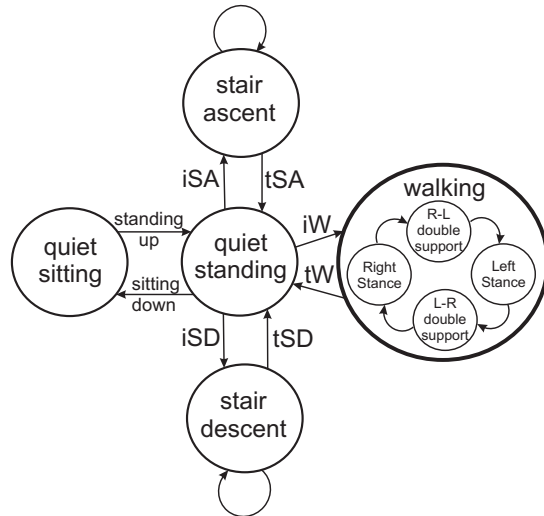 stair
ascent
iSA
tSA
walking
R-L
double
support
standing
up
iW
quiet
sitting
quiet
standing
Right
Stance
Left
Stance
sitting
down
tW
L-R
double
support
iSD
tSD
stair
descent